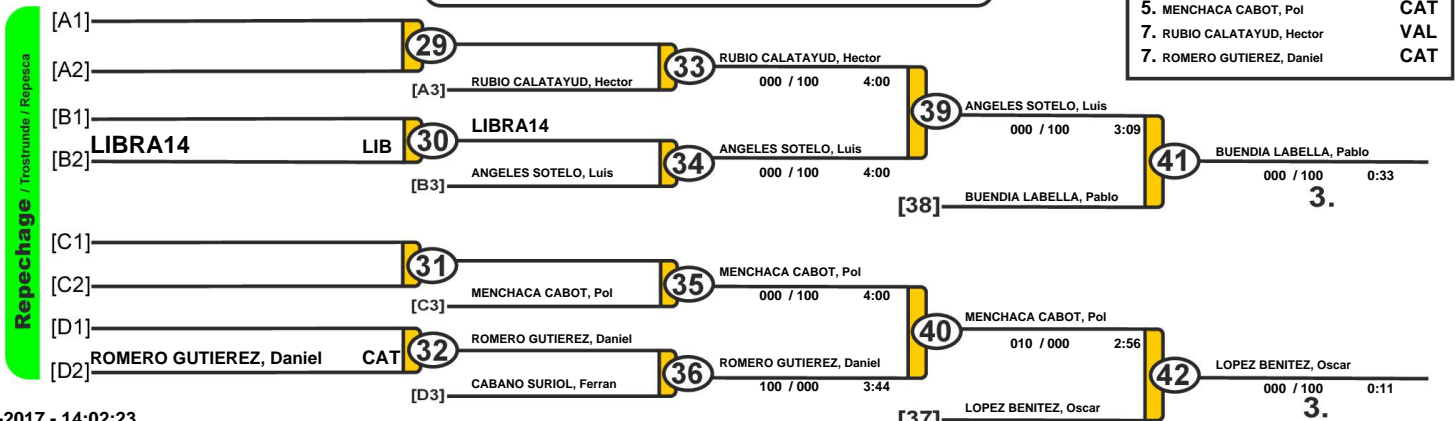 5. MENCHACA CABOT, Pol CAT
7. RUBIO CALATAYUD, Hector VAL
7. ROMERO GUTIEREZ, Daniel CAT
Repechage / Trostrunde / Repesca
[A1]
[A2]
29
[A3] RUBIO CALATAYUD, Hector
33
RUBIO CALATAYUD, Hector
000 / 100 4:00
[B1]
[B2] LIBRA14 LIB
30
LIBRA14
[B3] ANGELES SOTELO, Luis
34
ANGELES SOTELO, Luis
000 / 100 4:00
39
ANGELES SOTELO, Luis
000 / 100 3:09
[38] BUENDIA LABELLA, Pablo
41
BUENDIA LABELLA, Pablo
000 / 100 0:33
3.
[C1]
[C2]
31
[C3] MENCHACA CABOT, Pol
35
MENCHACA CABOT, Pol
000 / 100 4:00
[D1]
[D2] ROMERO GUTIEREZ, Daniel CAT
32
ROMERO GUTIEREZ, Daniel
[D3] CABANO SURIOL, Ferran
36
ROMERO GUTIEREZ, Daniel
100 / 000 3:44
40
MENCHACA CABOT, Pol
010 / 000 2:56
[37] LOPEZ BENITEZ, Oscar
42
LOPEZ BENITEZ, Oscar
000 / 100 0:11
3.
-2017 - 14:02:23